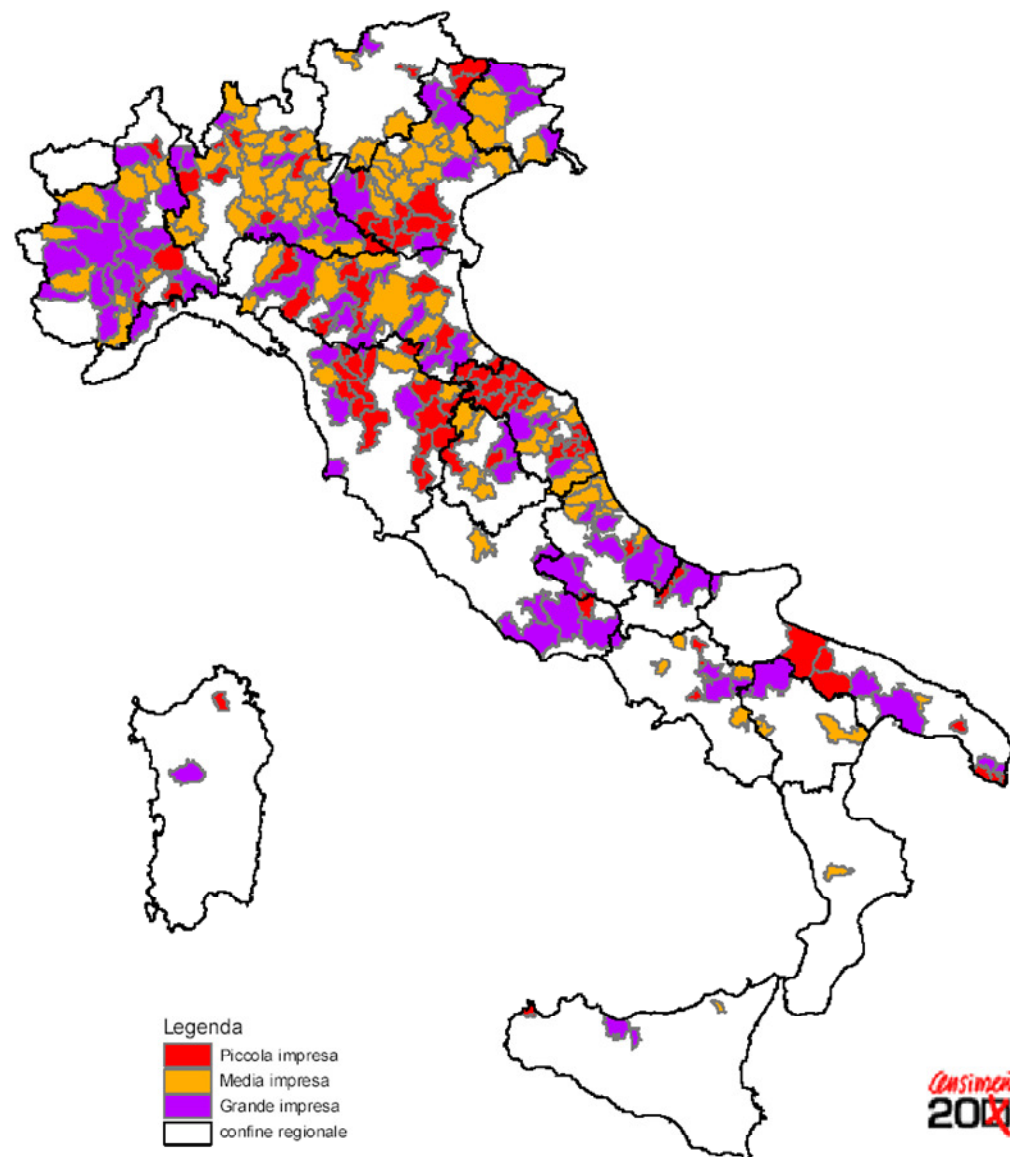 Legenda
Piccola impresa
Media impresa
Grande impresa
confine regionale